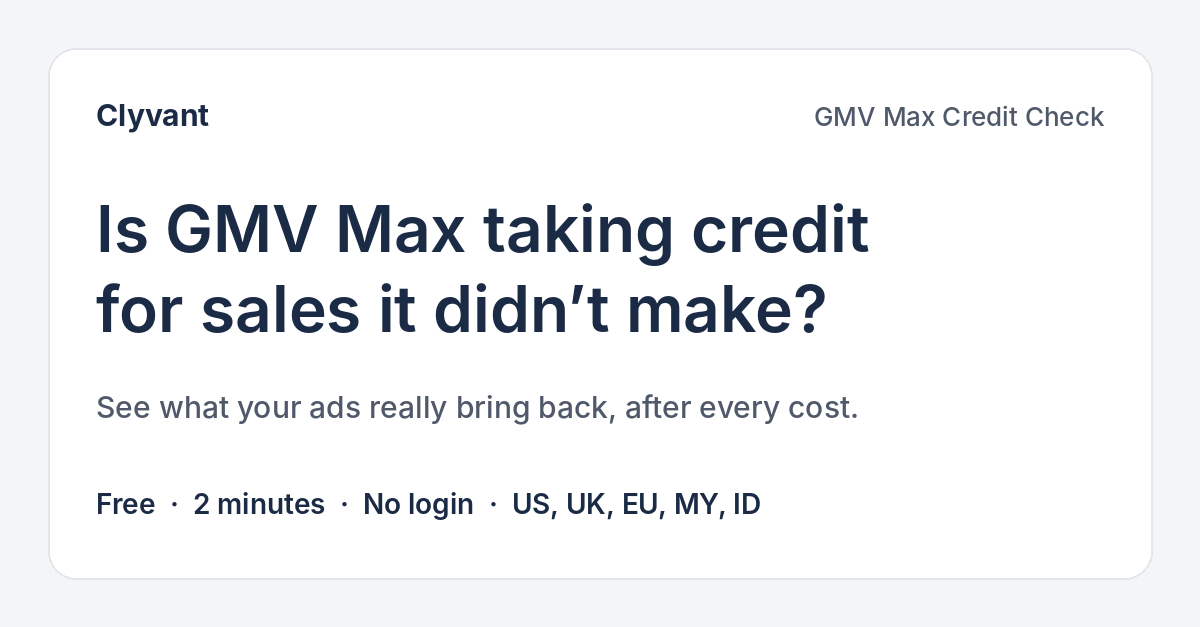 Clyvant
GMV Max Credit Check
Is GMV Max taking credit
for sales it didn’t make?
See what your ads really bring back, after every cost.
Free · 2 minutes · No login · US, UK, EU, MY, ID